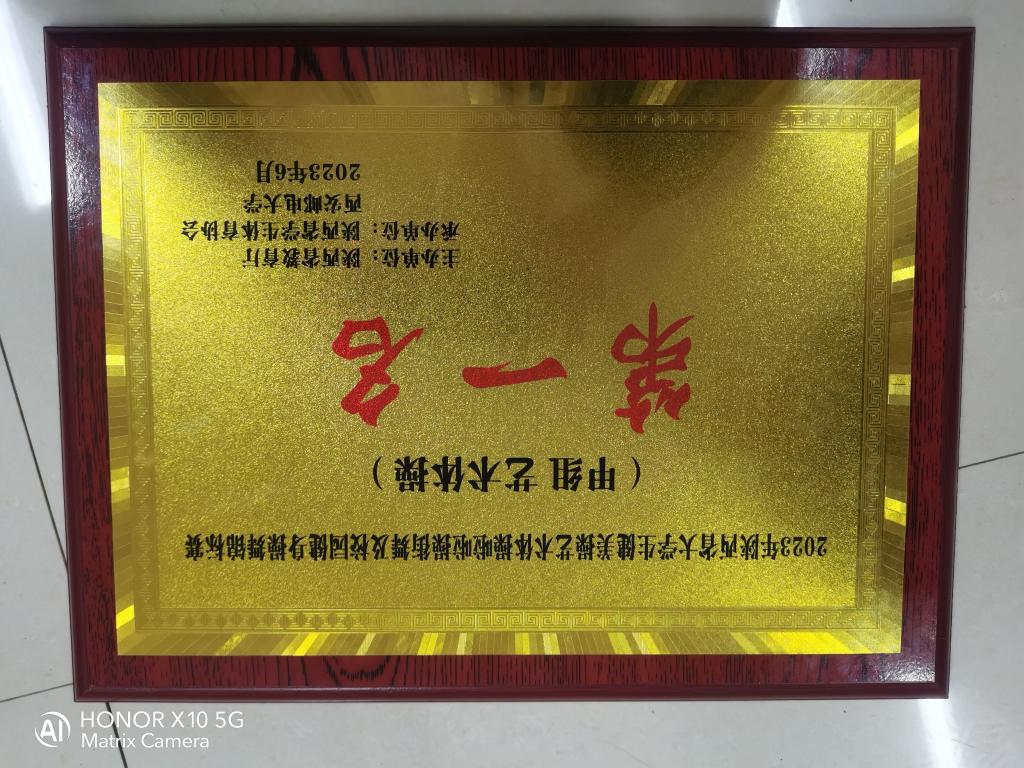 2023年陕西省大学生健美操艺术体操啦啦操街舞及校园健身操舞锦标赛
（甲组 艺术体操）
第一名
主办单位：陕西省教育厅
承办单位：陕西省学生体育协会
西安邮电大学
2023年6月
AI HONOR X10 5G
Matrix Camera